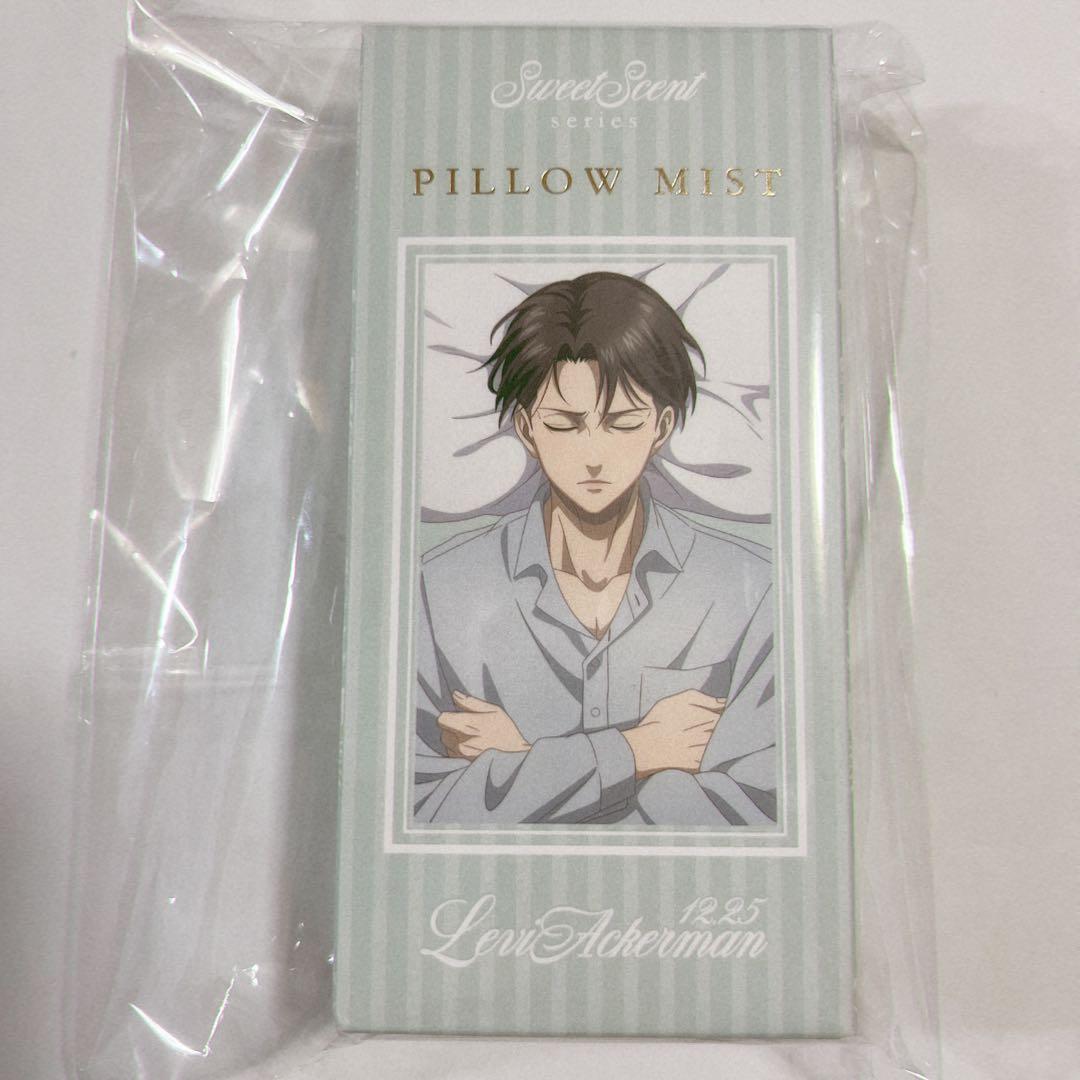 Sweet Scent
series
PILLOW MIST
12.25
Levi Ackerman